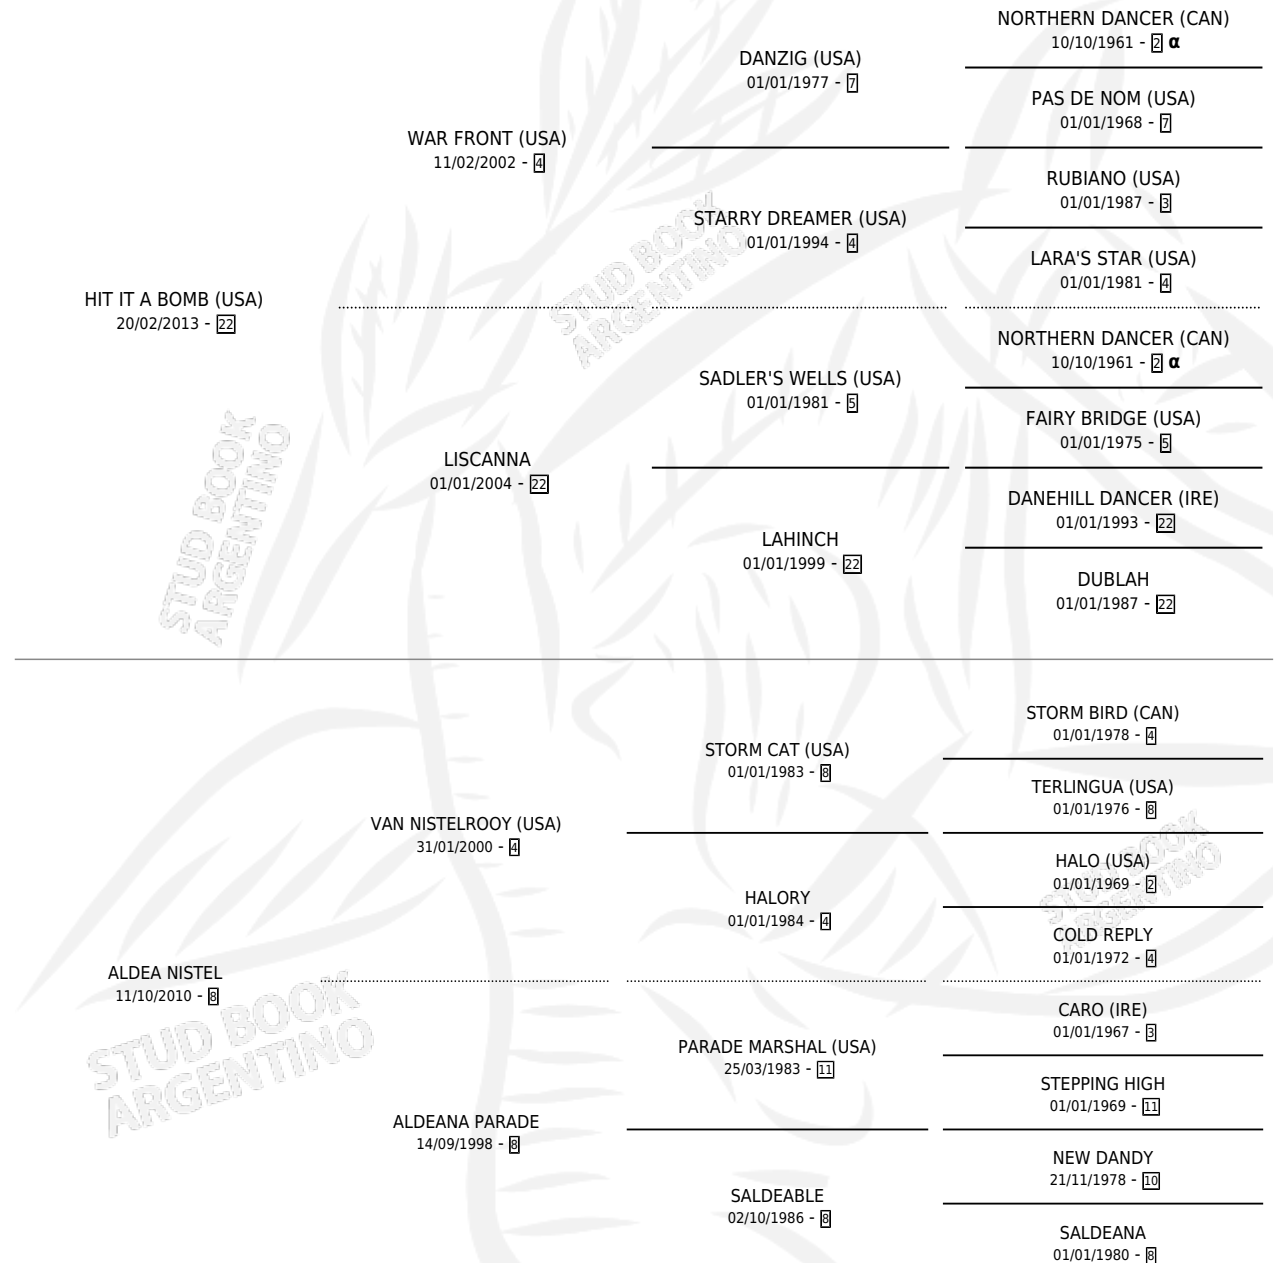 NORTHERN DANCER (CAN)
10/10/1961 - 2 α
DANZIG (USA)
01/01/1977 - 7
PAS DE NOM (USA)
01/01/1968 - 7
WAR FRONT (USA)
11/02/2002 - 4
RUBIANO (USA)
01/01/1987 - 3
STARRY DREAMER (USA)
01/01/1994 - 4
LARA'S STAR (USA)
01/01/1981 - 4
HIT IT A BOMB (USA)
20/02/2013 - 22
NORTHERN DANCER (CAN)
10/10/1961 - 2 α
SADLER'S WELLS (USA)
01/01/1981 - 5
FAIRY BRIDGE (USA)
01/01/1975 - 5
LISCANNA
01/01/2004 - 22
DANEHILL DANCER (IRE)
01/01/1993 - 22
LAHINCH
01/01/1999 - 22
DUBLAH
01/01/1987 - 22
STORM BIRD (CAN)
01/01/1978 - 4
STORM CAT (USA)
01/01/1983 - 8
TERLINGUA (USA)
01/01/1976 - 8
VAN NISTELROOY (USA)
31/01/2000 - 4
HALO (USA)
01/01/1969 - 2
HALORY
01/01/1984 - 4
COLD REPLY
01/01/1972 - 4
ALDEA NISTEL
11/10/2010 - 8
CARO (IRE)
01/01/1967 - 3
PARADE MARSHAL (USA)
25/03/1983 - 11
STEPPING HIGH
01/01/1969 - 11
ALDEANA PARADE
14/09/1998 - 8
NEW DANDY
21/11/1978 - 10
SALDEABLE
02/10/1986 - 8
SALDEANA
01/01/1980 - 8
STUD BOOK
ARGENTINO
STUD BOOK
ARGENTINO
STUD BOOK
ARGENTINO
STUD BOOK
ARGENTINO